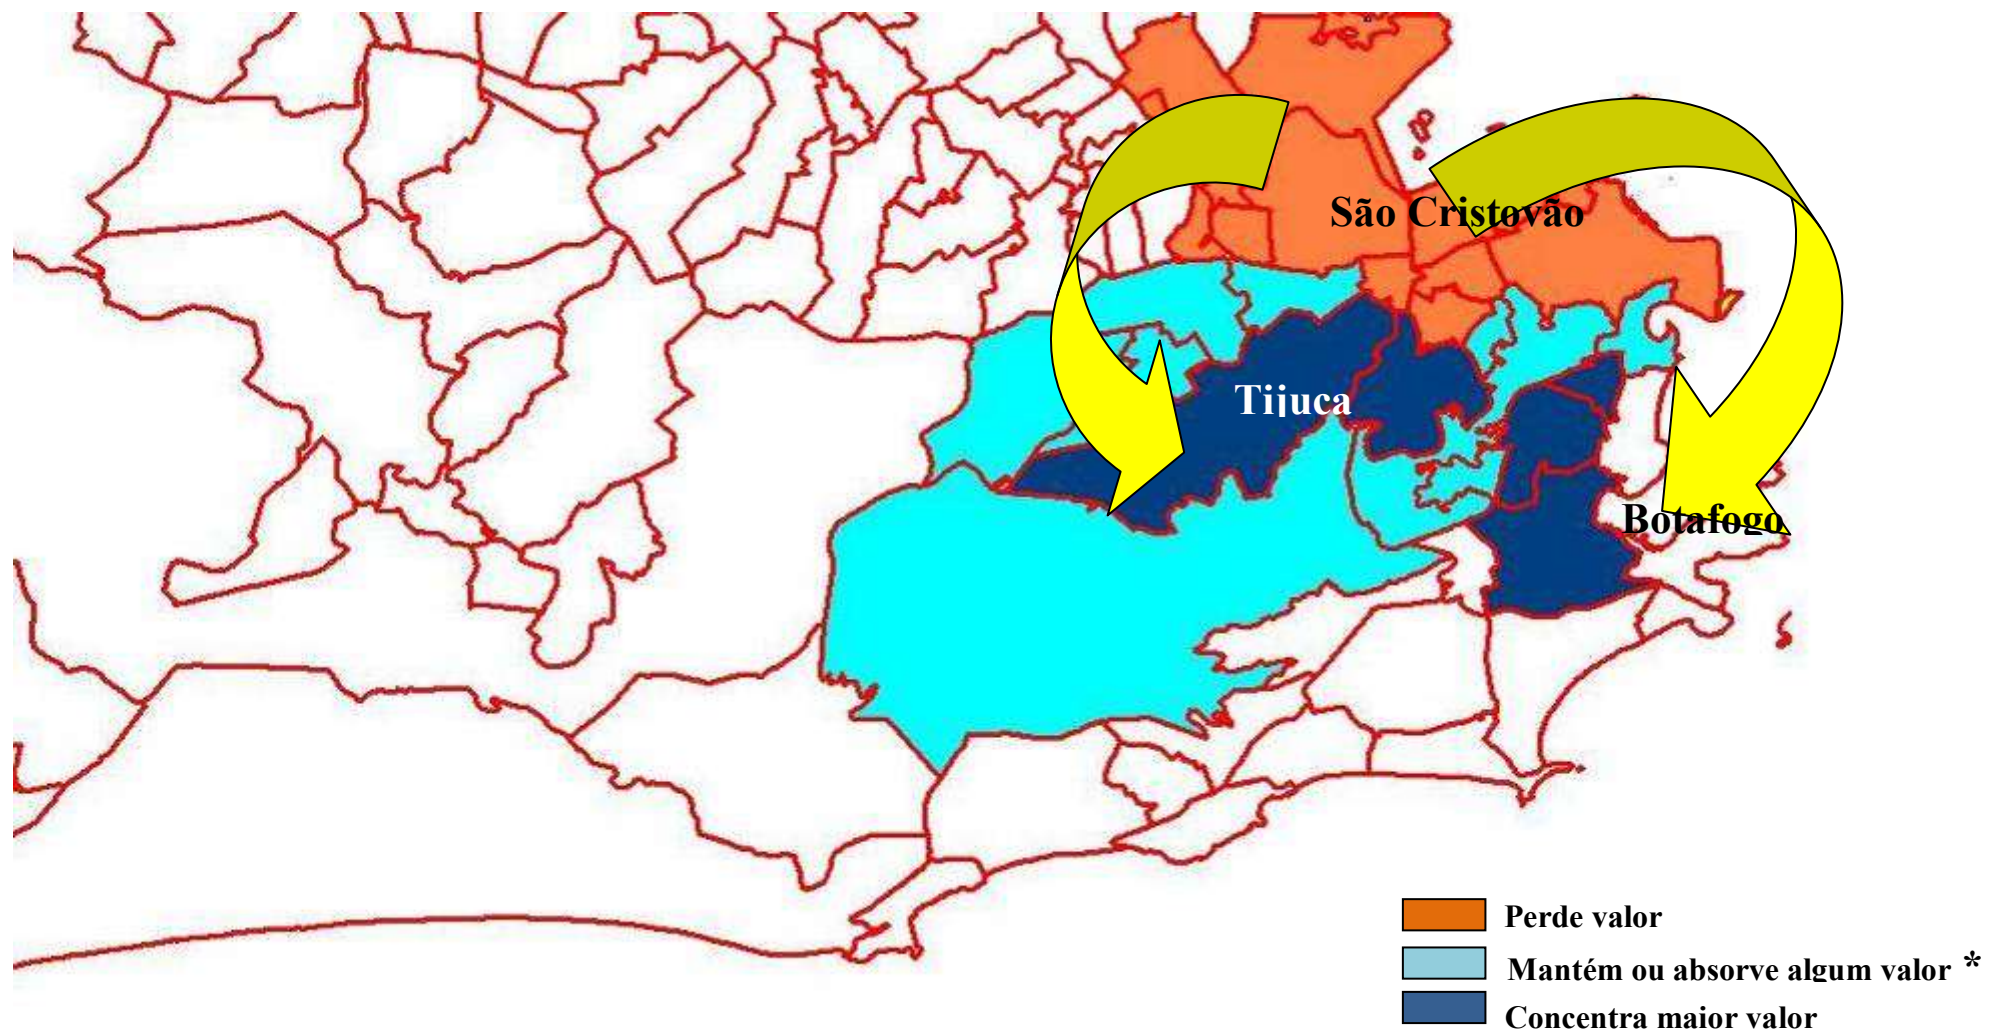 São Cristovão
Tijuca
Botafogo
Perde valor
Mantém ou absorve algum valor *
Concentra maior valor